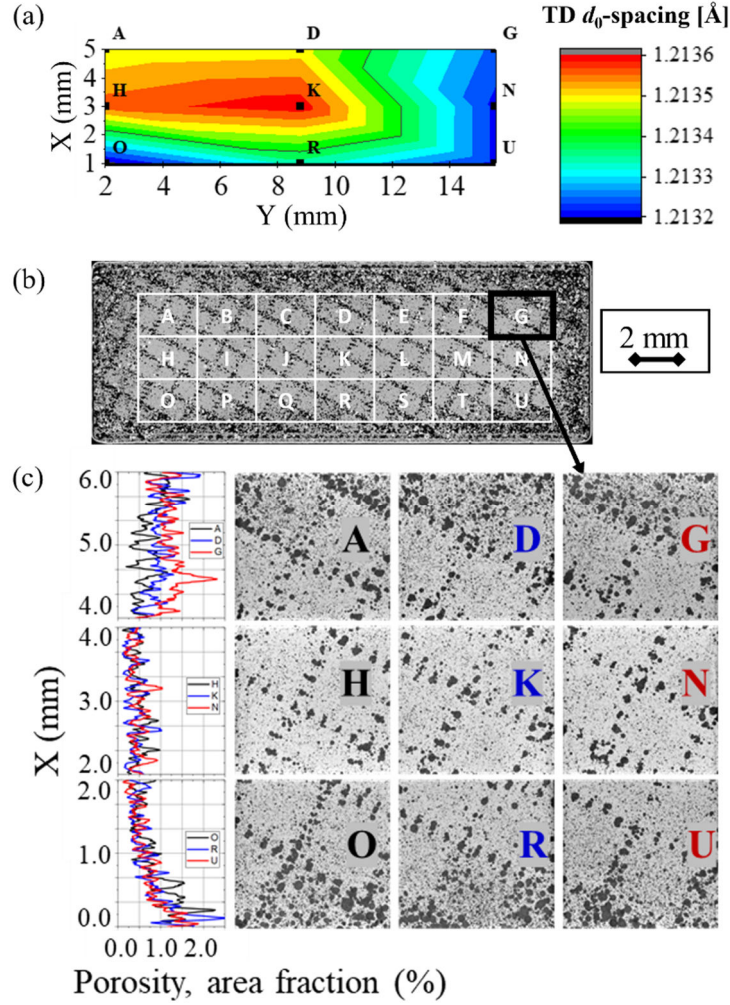 (a)
A D G
TD d₀-spacing [Å]
5
4
3
2
1
X (mm)
H K N
O R U
2 4 6 8 10 12 14
Y (mm)
1.2136
1.2135
1.2134
1.2133
1.2132
(b)
A B C D E F G
H I J K L M N
O P Q R S T U
2 mm
(c)
6.0
5.0
4.0
A
D
G
A D G
4.0
3.0
2.0
H
K
N
H K N
X (mm)
2.0
1.0
0.0
O
R
U
O R U
0.0 1.0 2.0
Porosity, area fraction (%)